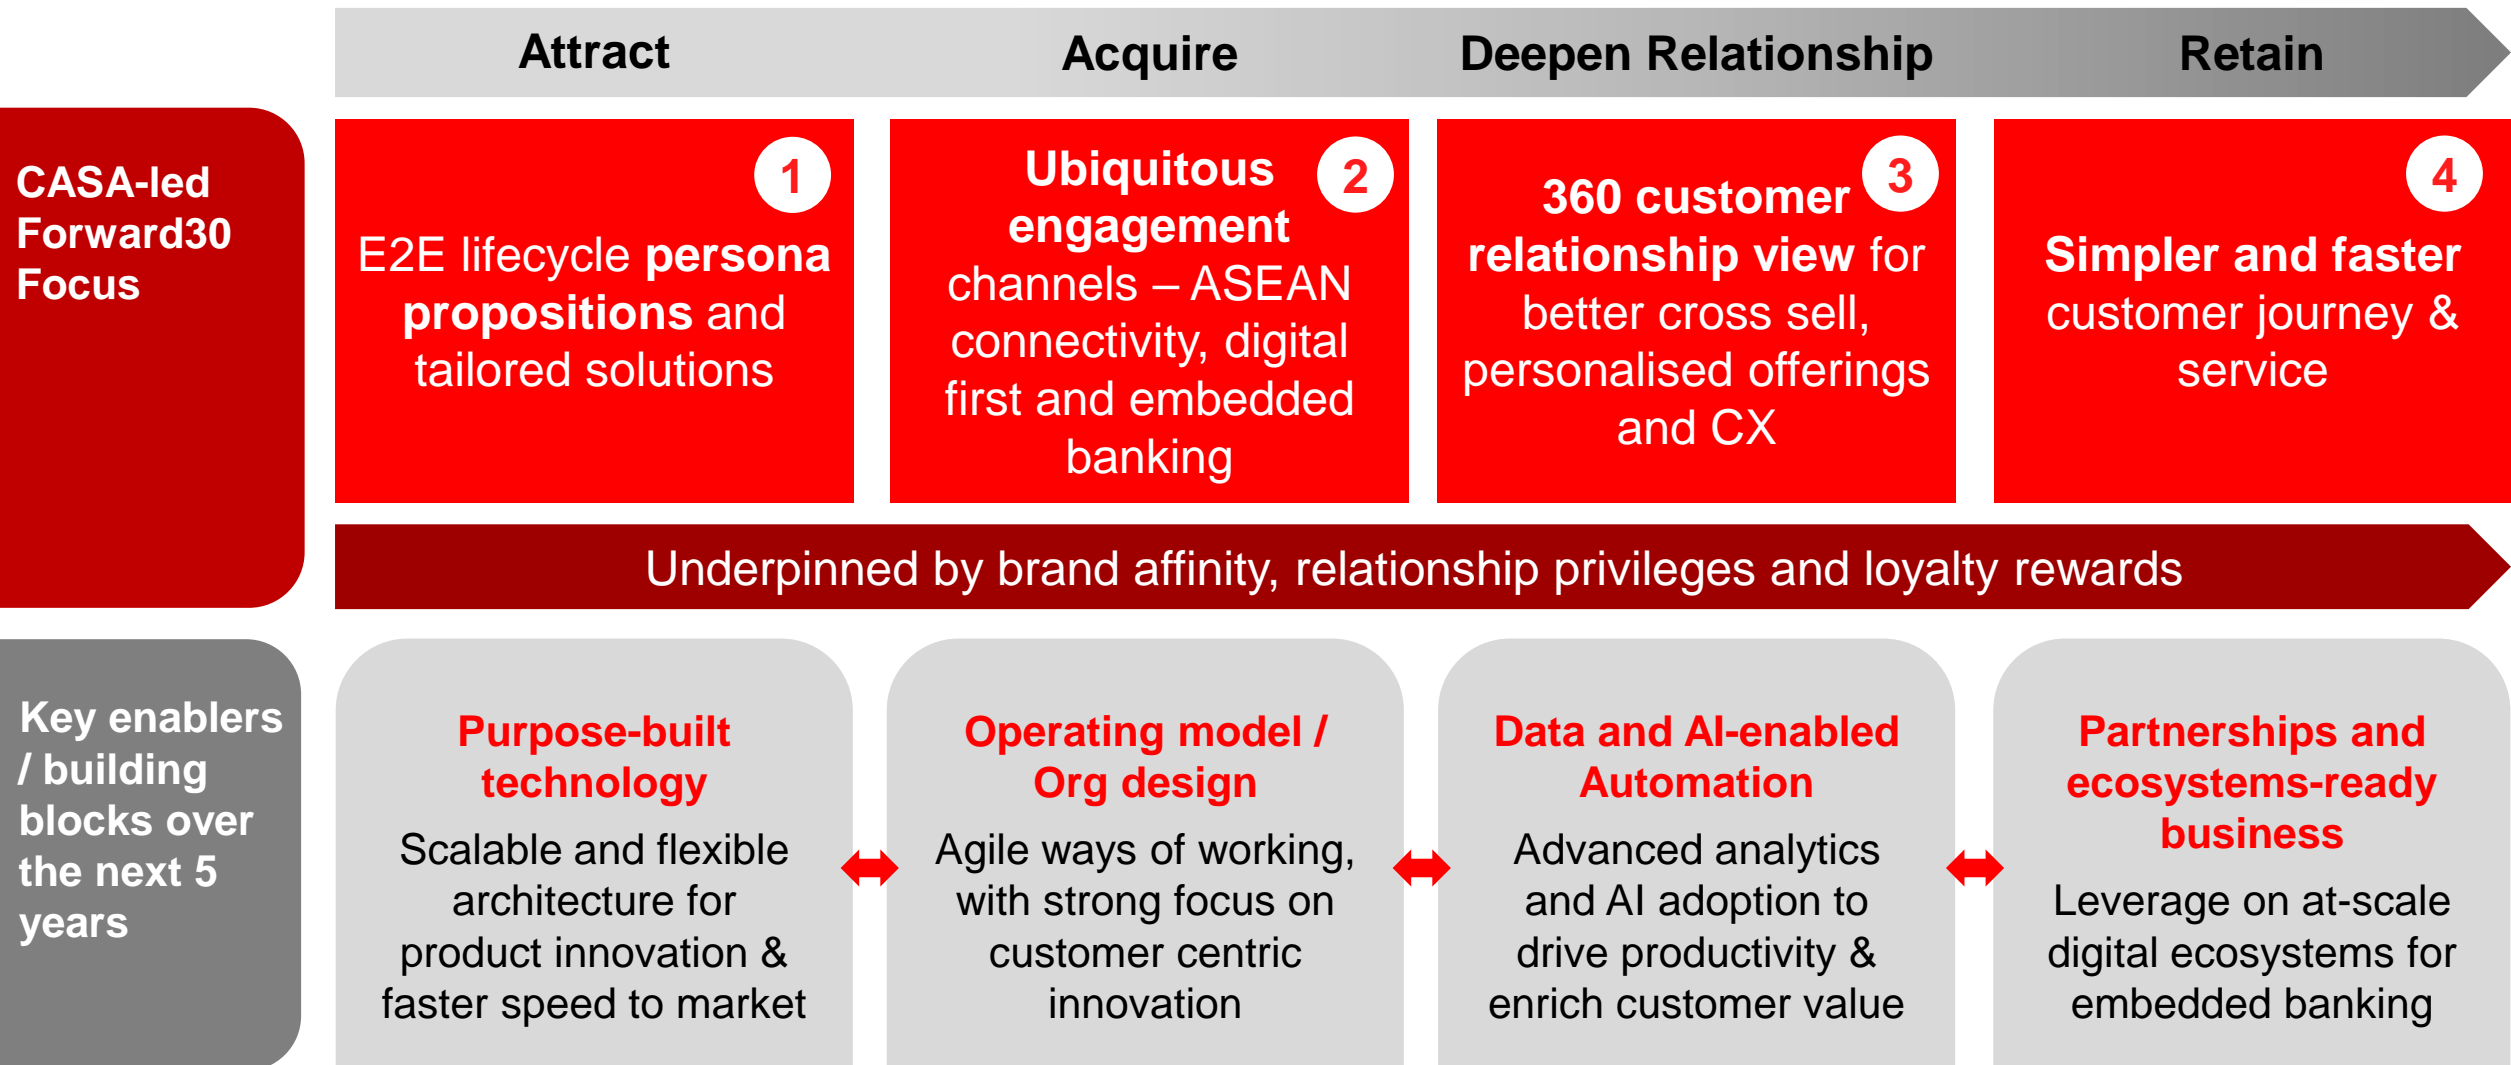 Attract
Acquire
Deepen Relationship
Retain
CASA-led
Forward30
Focus
1
E2E lifecycle persona
propositions and
tailored solutions
2
Ubiquitous
engagement
channels – ASEAN
connectivity, digital
first and embedded
banking
3
360 customer
relationship view for
better cross sell,
personalised offerings
and CX
4
Simpler and faster
customer journey &
service
Underpinned by brand affinity, relationship privileges and loyalty rewards
Key enablers
/ building
blocks over
the next 5
years
Purpose-built
technology
Scalable and flexible
architecture for
product innovation &
faster speed to market
Operating model /
Org design
Agile ways of working,
with strong focus on
customer centric
innovation
Data and AI-enabled
Automation
Advanced analytics
and AI adoption to
drive productivity &
enrich customer value
Partnerships and
ecosystems-ready
business
Leverage on at-scale
digital ecosystems for
embedded banking